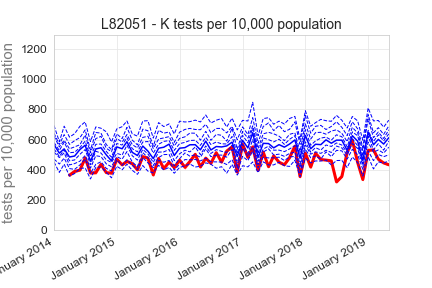 L82051 - K tests per 10,000 population
tests per 10,000 population
1200
1000
800
600
400
200
0
nuary 2014
January 2015
January 2016
January 2017
January 2018
January 2019